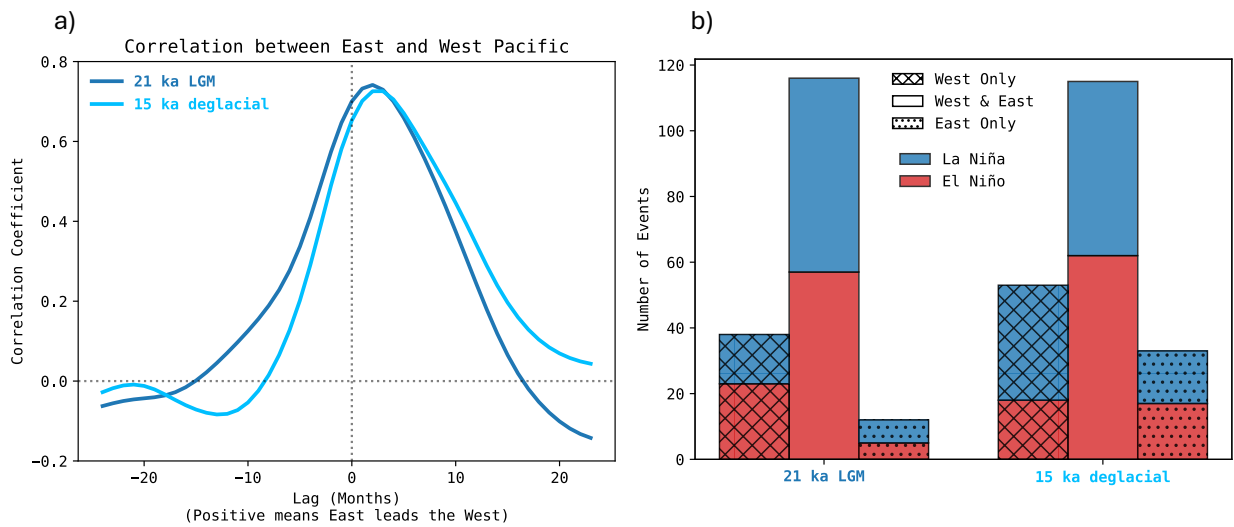 a)
Correlation between East and West Pacific
0.8
0.6
0.4
0.2
0.0
−0.2
Correlation Coefficient
21 ka LGM
15 ka deglacial
−20
−10
0
10
20
Lag (Months)
(Positive means East leads the West)
b)
120
100
80
60
40
20
0
Number of Events
West Only
West & East
East Only
La Niña
El Niño
21 ka LGM
15 ka deglacial